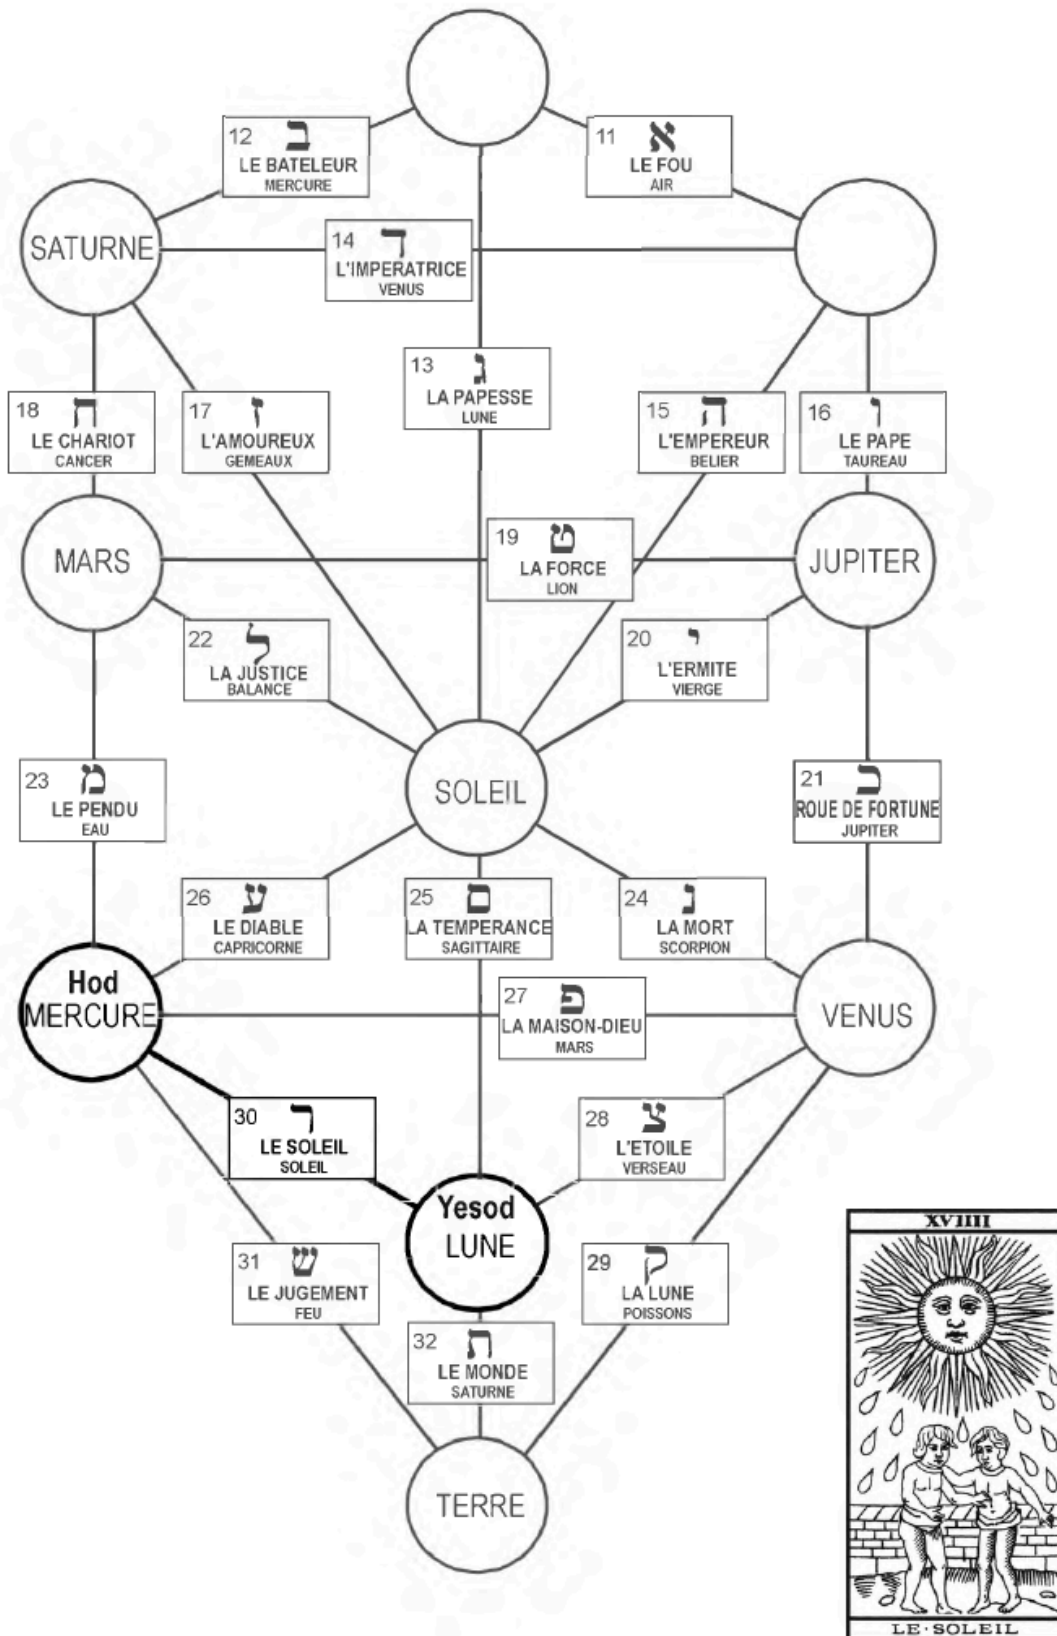 12 ב
LE BATELEUR
MERCURE
11 א
LE FOU
AIR
SATURNE
14 ד
L'IMPERATRICE
VENUS
13 ג
LA PAPESSE
LUNE
18 ח
LE CHARIOT
CANCER
17 ז
L'AMOUREUX
GEMEAUX
15 ה
L'EMPEREUR
BELIER
16 ו
LE PAPE
TAUREAU
MARS
19 ט
LA FORCE
LION
JUPITER
22 ל
LA JUSTICE
BALANCE
20 י
L'ERMITE
VIERGE
SOLEIL
23 מ
LE PENDU
EAU
21 כ
ROUE DE FORTUNE
JUPITER
26 ע
LE DIABLE
CAPRICORNE
25 ס
LA TEMPERANCE
SAGITTAIRE
24 נ
LA MORT
SCORPION
Hod
MERCURE
27 פ
LA MAISON-DIEU
MARS
VENUS
30 ר
LE SOLEIL
SOLEIL
28 צ
L'ETOILE
VERSEAU
Yesod
LUNE
31 ש
LE JUGEMENT
FEU
29 ק
LA LUNE
POISSONS
32 ת
LE MONDE
SATURNE
TERRE
XVIIII
LE·SOLEIL